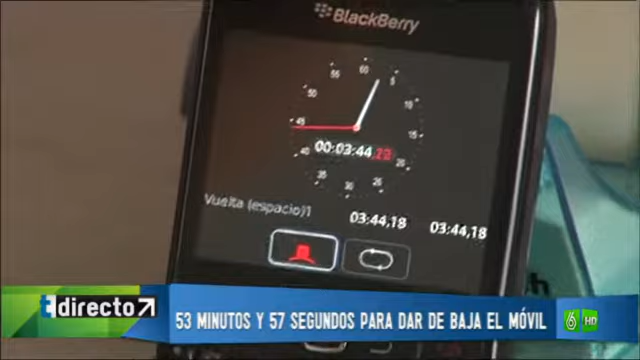 BlackBerry
60
55
5
50
10
45
15
00:03:44,20
40
20
35
25
30
Vuelta (espacio)1 03:44,18 03:44,18
t directo
53 MINUTOS Y 57 SEGUNDOS PARA DAR DE BAJA EL MÓVIL
6 HD